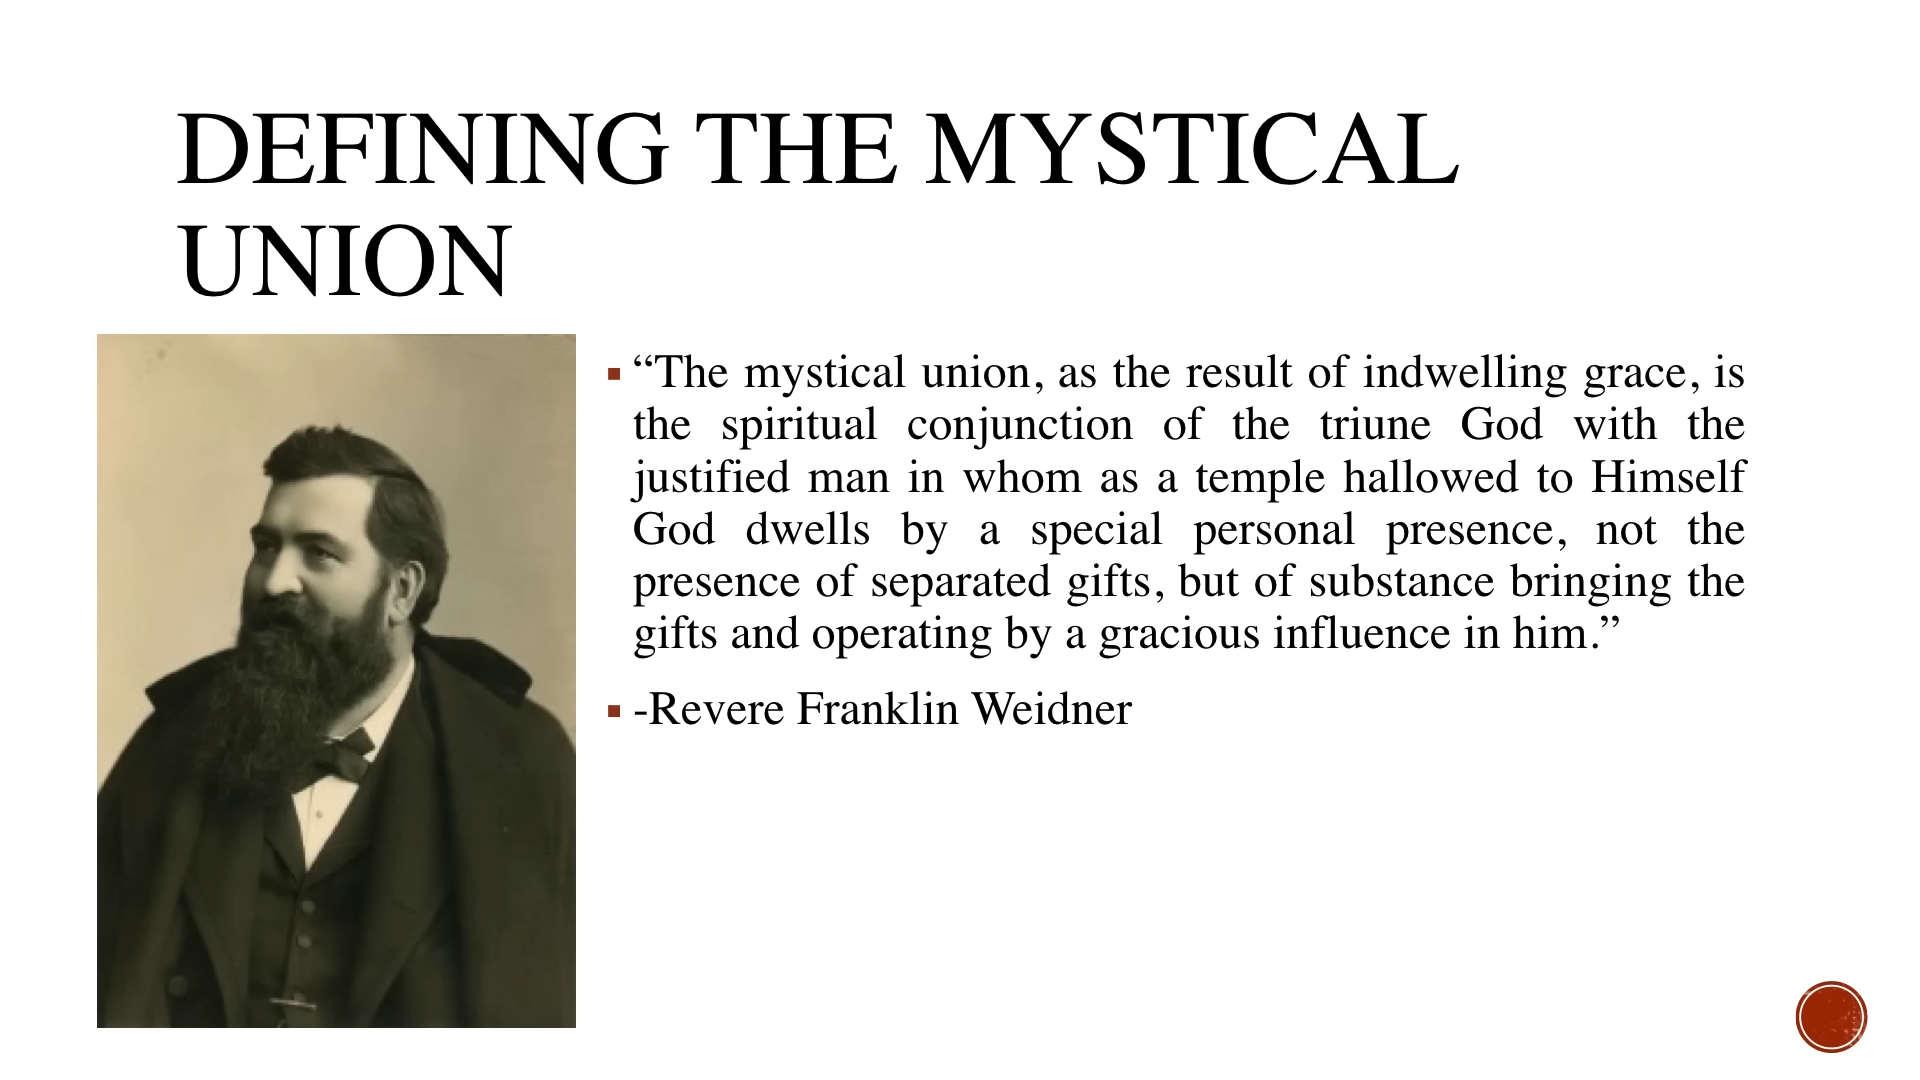 DEFINING THE MYSTICAL
UNION
“The mystical union, as the result of indwelling grace, is
the spiritual conjunction of the triune God with the
justified man in whom as a temple hallowed to Himself
God dwells by a special personal presence, not the
presence of separated gifts, but of substance bringing the
gifts and operating by a gracious influence in him.”
-Revere Franklin Weidner